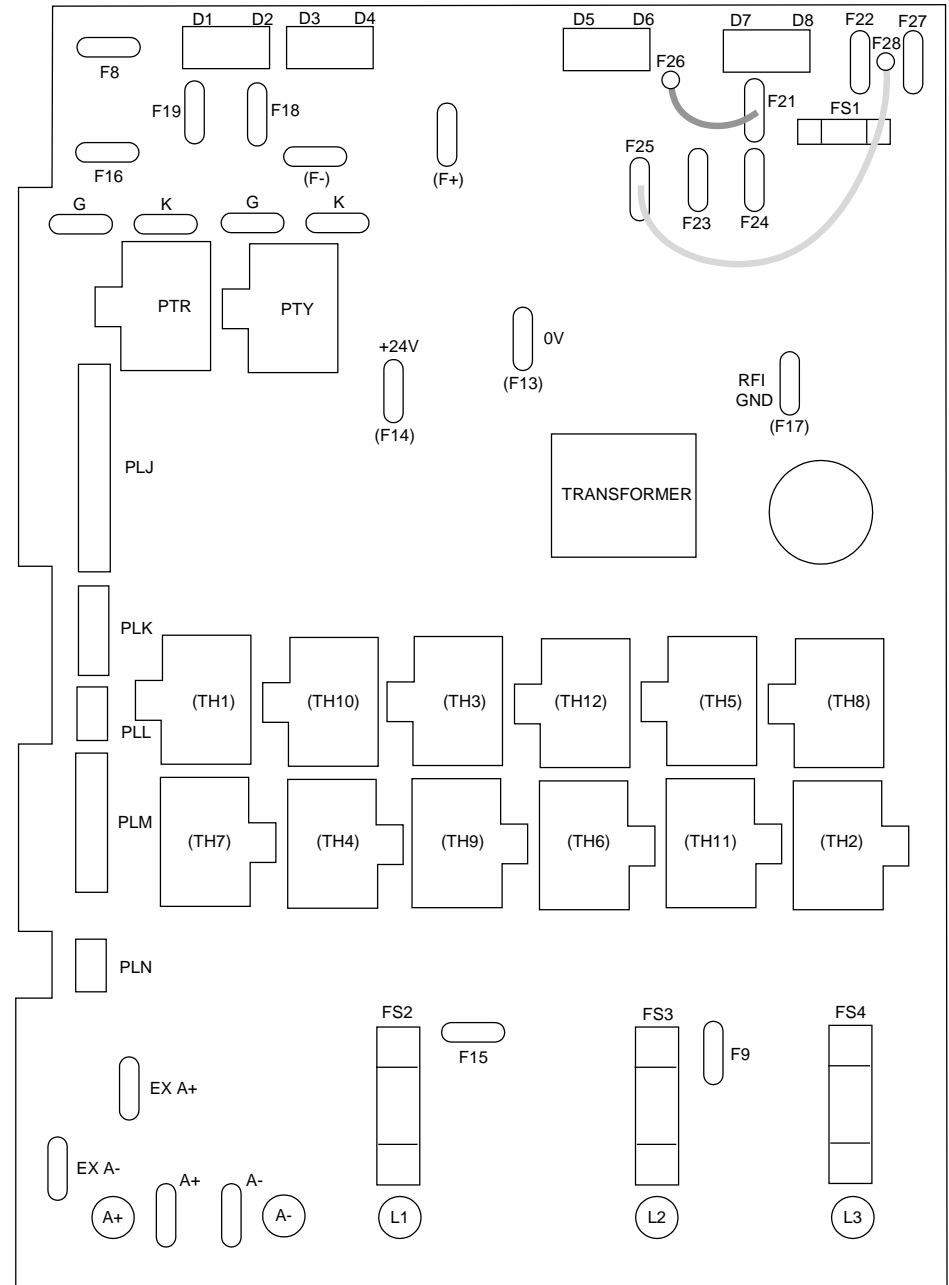 D1 D2 D3 D4 D5 D6 D7 D8 F22 F27
F8
F26
F28
F19 F18
F21
FS1
F16
(F-)
(F+)
F25
F23 F24
G K G K
PTR PTY
+24V
0V
(F13)
(F14)
RFI
GND
(F17)
PLJ
TRANSFORMER
PLK
(TH1) (TH10) (TH3) (TH12) (TH5) (TH8)
PLL
PLM
(TH7) (TH4) (TH9) (TH6) (TH11) (TH2)
PLN
FS2 FS3 FS4
F15
F9
EX A+
EX A-
A+ A-
A+ A- L1 L2 L3